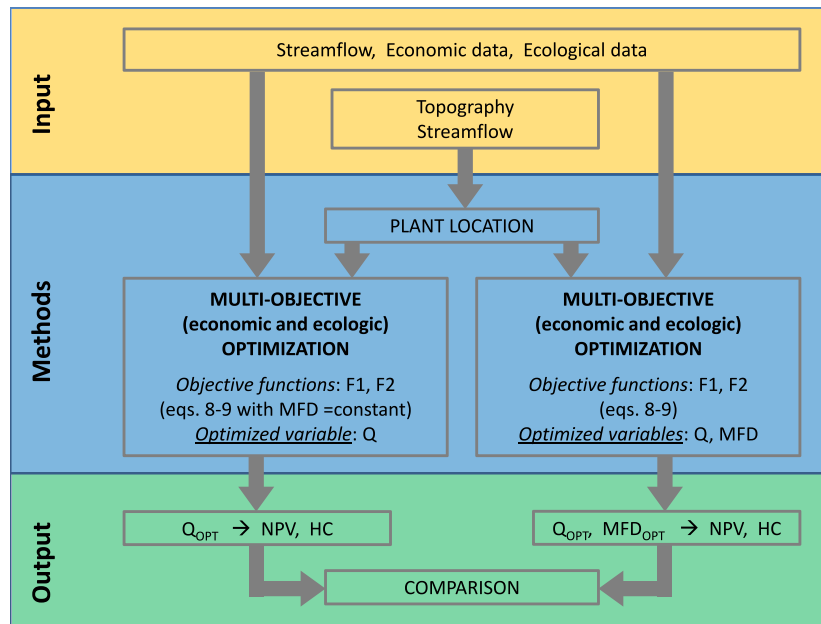 Input
Streamflow, Economic data, Ecological data
Topography
Streamflow
Methods
PLANT LOCATION
MULTI-OBJECTIVE
(economic and ecologic)
OPTIMIZATION
Objective functions: F1, F2
(eqs. 8-9 with MFD =constant)
Optimized variable: Q
MULTI-OBJECTIVE
(economic and ecologic)
OPTIMIZATION
Objective functions: F1, F2
(eqs. 8-9)
Optimized variables: Q, MFD
Output
QOPT → NPV, HC
QOPT, MFDOPT → NPV, HC
COMPARISON